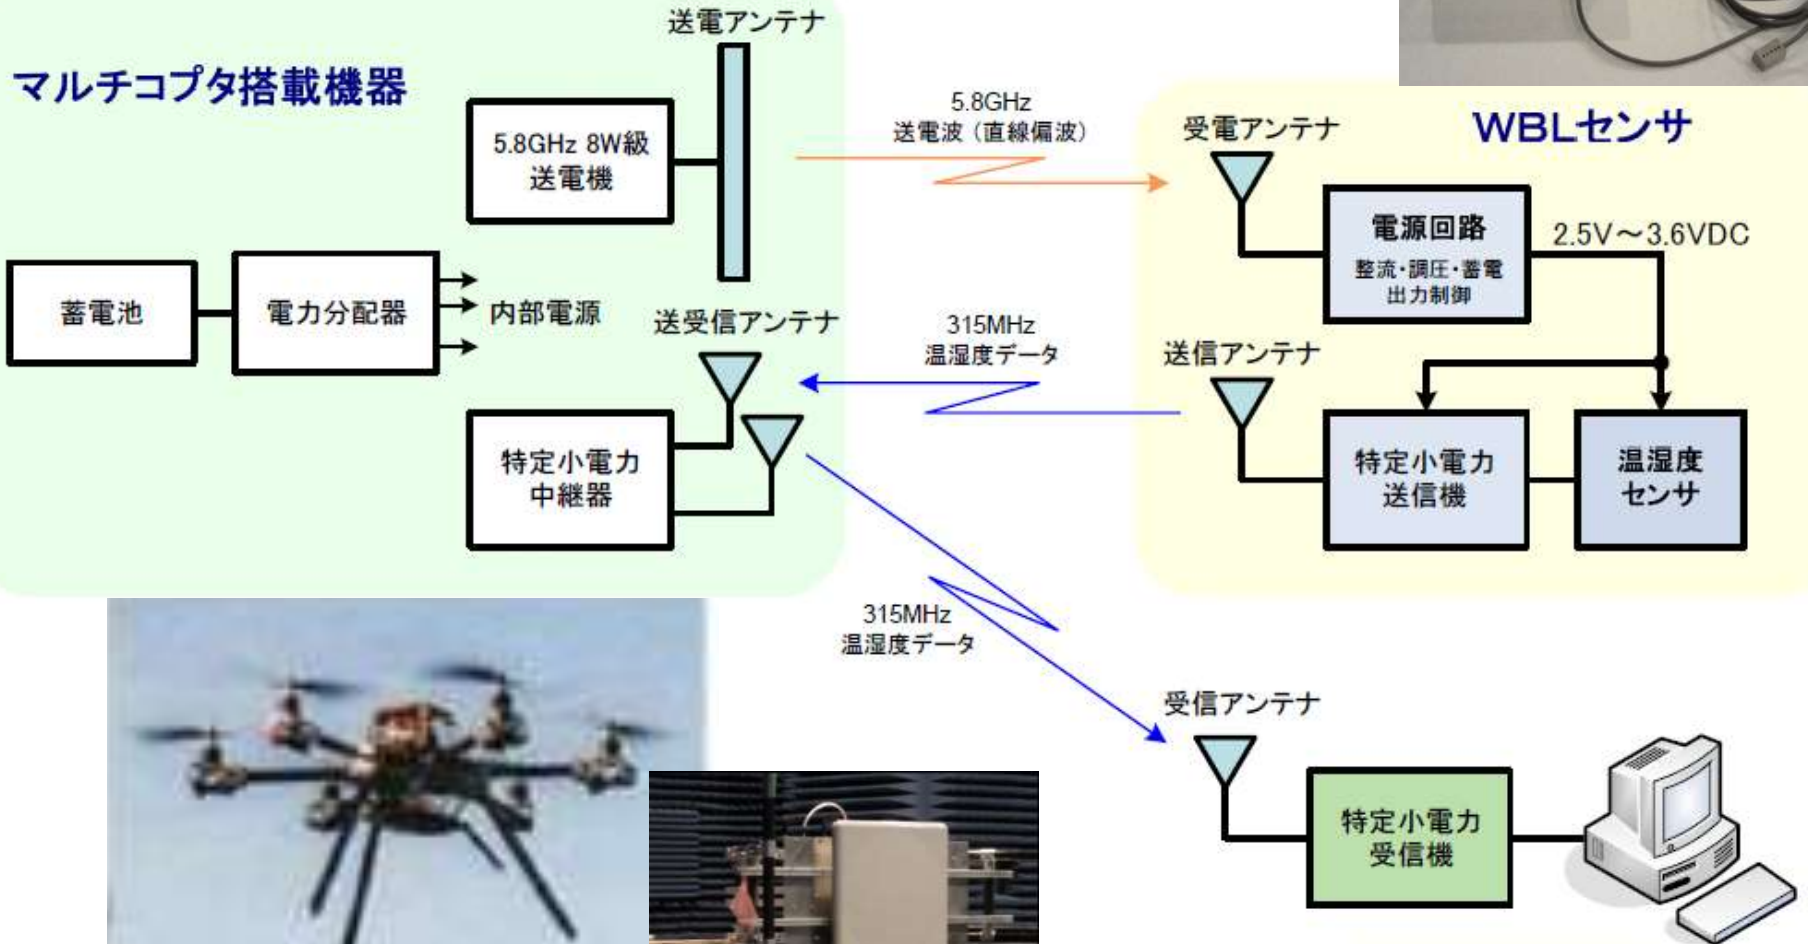 送電アンテナ
マルチコプタ搭載機器
5.8GHz 8W級
送電機
蓄電池
電力分配器
内部電源
送受信アンテナ
特定小電力
中継器
5.8GHz
送電波（直線偏波）
315MHz
温湿度データ
315MHz
温湿度データ
WBLセンサ
受電アンテナ
電源回路
整流・調圧・蓄電
出力制御
2.5V～3.6VDC
送信アンテナ
特定小電力
送信機
温湿度
センサ
受信アンテナ
特定小電力
受信機